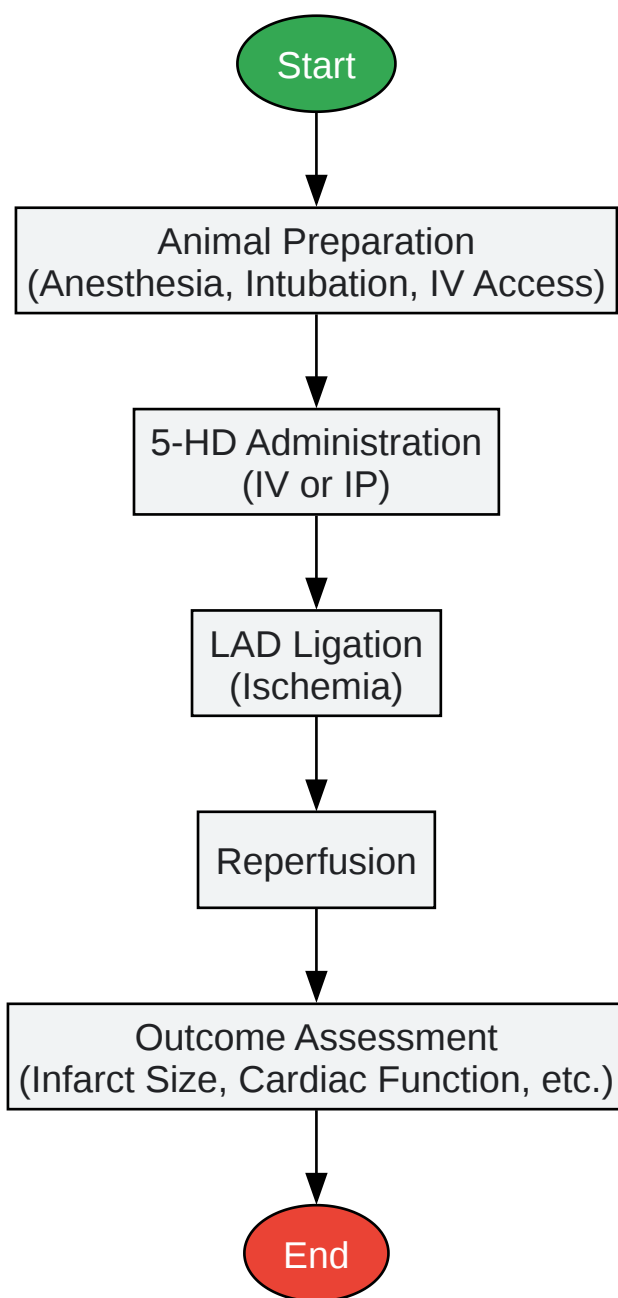 Start
Animal Preparation
(Anesthesia, Intubation, IV Access)
5-HD Administration
(IV or IP)
LAD Ligation
(Ischemia)
Reperfusion
Outcome Assessment
(Infarct Size, Cardiac Function, etc.)
End